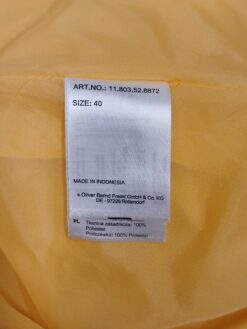 ART.NO.: 11.803.52.8872
SIZE: 40
MADE IN INDONESIA
s.Oliver Bernd Freier GmbH & Co. KG
DE - 97228 Rottendorf
PL Tkanina zasadnicza: 100%
Poliester
Podszewka: 100% Poliester